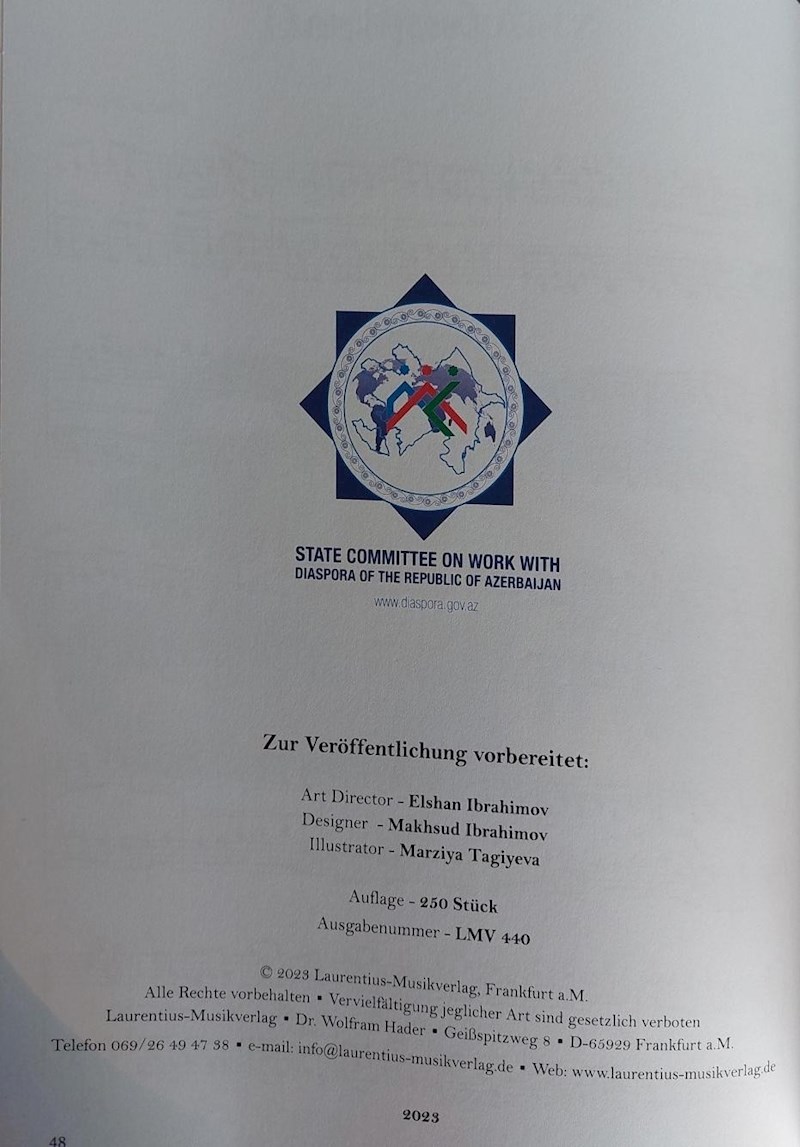 STATE COMMITTEE ON WORK WITH
DIASPORA OF THE REPUBLIC OF AZERBAIJAN
www.diaspora.gov.az
Zur Veröffentlichung vorbereitet:
Art Director - Elshan Ibrahimov
Designer - Makhsud Ibrahimov
Illustrator - Marziya Tagiyeva
Auflage - 250 Stück
Ausgabenummer - LMV 440
© 2023 Laurentius-Musikverlag, Frankfurt a.M.
Alle Rechte vorbehalten ▪ Vervielfältigung jeglicher Art sind gesetzlich verboten
Laurentius-Musikverlag ▪ Dr. Wolfram Hader ▪ Geißspitzweg 8 ▪ D-65929 Frankfurt a.M.
Telefon 069/26 49 47 38 ▪ e-mail: info@laurentius-musikverlag.de ▪ Web: www.laurentius-musikverlag.de
2023
48